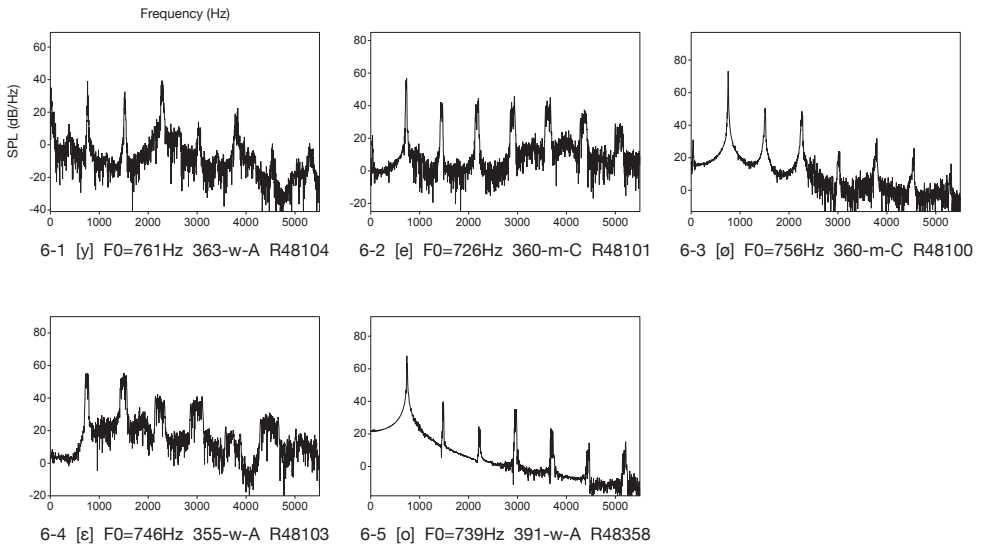 Frequency (Hz)
SPL (dB/Hz)
60
40
20
0
-20
-40
0 1000 2000 3000 4000 5000
6-1 [y] F0=761Hz 363-w-A R48104
80
60
40
20
0
-20
0 1000 2000 3000 4000 5000
6-2 [e] F0=726Hz 360-m-C R48101
80
60
40
20
0
0 1000 2000 3000 4000 5000
6-3 [ø] F0=756Hz 360-m-C R48100
80
60
40
20
0
-20
0 1000 2000 3000 4000 5000
6-4 [ɛ] F0=746Hz 355-w-A R48103
80
60
40
20
0
0 1000 2000 3000 4000 5000
6-5 [o] F0=739Hz 391-w-A R48358